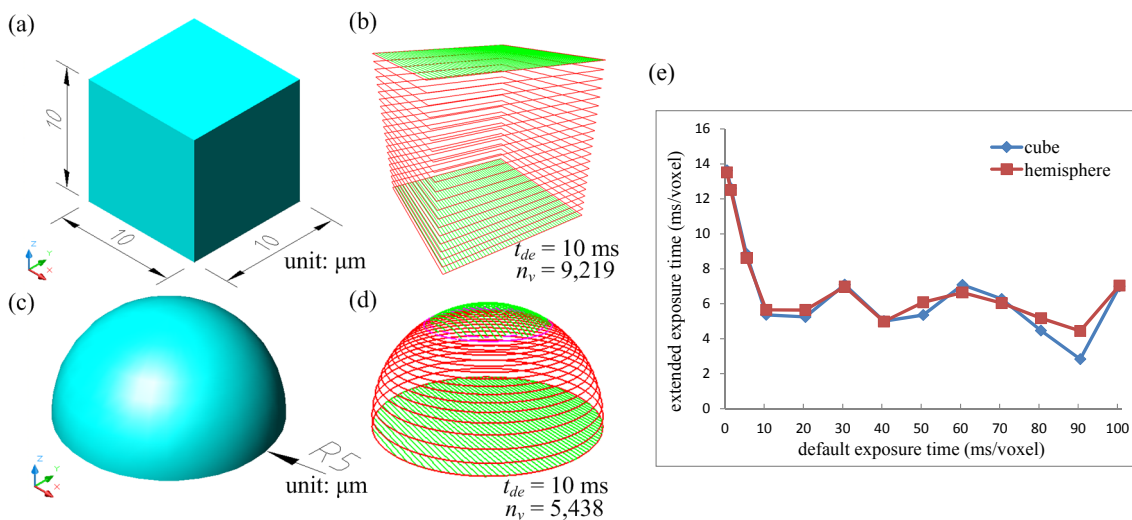 (a)
10
10
10
unit: μm
Z
Y
X
(b)
t_de = 10 ms
n_v = 9,219
(c)
R5
unit: μm
Z
Y
X
(d)
t_de = 10 ms
n_v = 5,438
(e)
extended exposure time (ms/voxel)
16
14
12
10
8
6
4
2
0
cube
hemisphere
0 10 20 30 40 50 60 70 80 90 100
default exposure time (ms/voxel)